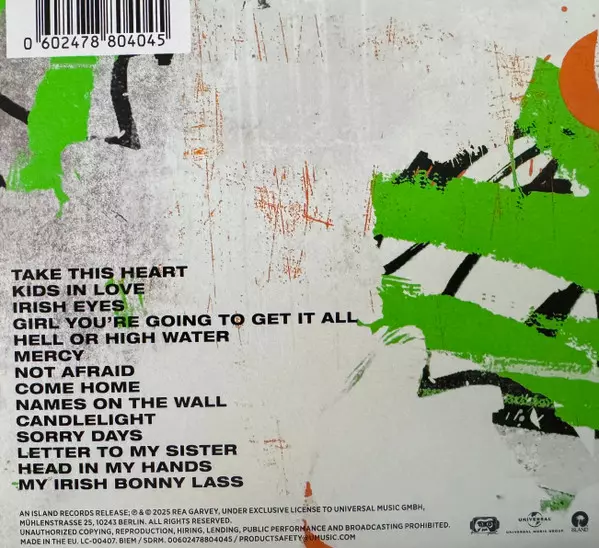 0 602478 804045
TAKE THIS HEART
KIDS IN LOVE
IRISH EYES
GIRL YOU'RE GOING TO GET IT ALL
HELL OR HIGH WATER
MERCY
NOT AFRAID
COME HOME
NAMES ON THE WALL
CANDLELIGHT
SORRY DAYS
LETTER TO MY SISTER
HEAD IN MY HANDS
MY IRISH BONNY LASS
AN ISLAND RECORDS RELEASE; ℗ & © 2025 REA GARVEY, UNDER EXCLUSIVE LICENSE TO UNIVERSAL MUSIC GMBH,
MÜHLENSTRASSE 25, 10243 BERLIN. ALL RIGHTS RESERVED.
UNAUTHORIZED COPYING, REPRODUCTION, HIRING, LENDING, PUBLIC PERFORMANCE AND BROADCASTING PROHIBITED.
MADE IN THE EU. LC-00407. BIEM / SDRM. 00602478804045 / PRODUCTSAFETY@UMUSIC.COM
UNIVERSAL
UNIVERSAL MUSIC GROUP
ISLAND